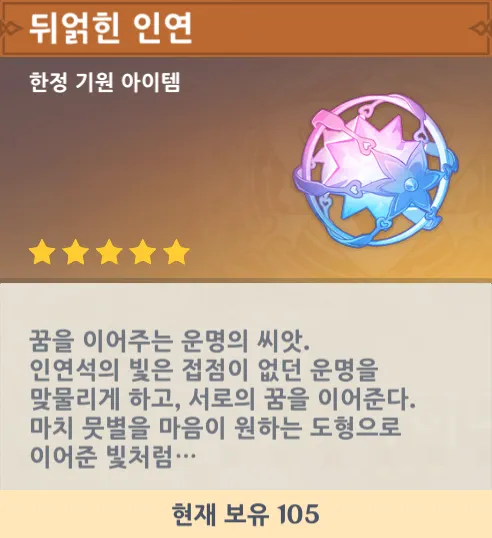 뒤얽힌 인연
한정 기원 아이템
꿈을 이어주는 운명의 씨앗.
인연석의 빛은 접점이 없던 운명을
맞물리게 하고, 서로의 꿈을 이어준다.
마치 뭇별을 마음이 원하는 도형으로
이어준 빛처럼…
현재 보유 105